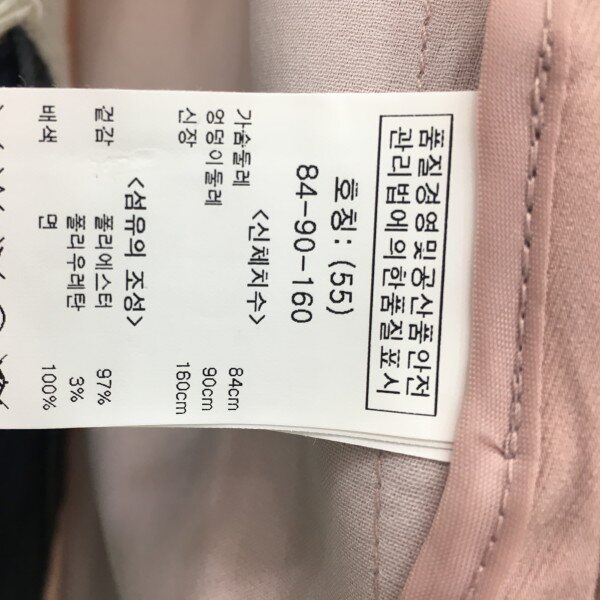 품질경영및공산품안전
관리법에의한품질표시
호칭: (55)
84-90-160
<신체치수>
가슴둘레 84cm
엉덩이둘레 90cm
신장 160cm
<섬유의 조성>
겉감 폴리에스터 97%
폴리우레탄 3%
배색 면 100%